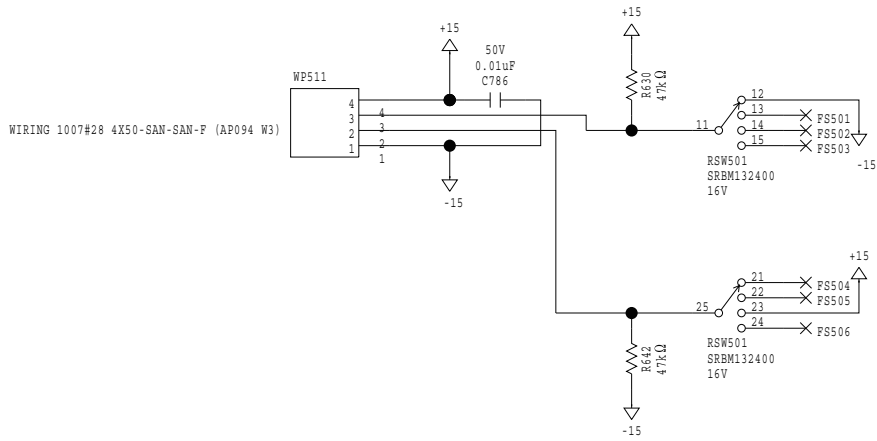 +15
50V
0.01uF
C786
WP511
4
3
2
1
4
3
2
1
WIRING 1007#28 4X50-SAN-SAN-F (AP094 W3)
-15
+15
R630
47kΩ
11
12
13
14
15
FS501
FS502
FS503
-15
RSW501
SRBM132400
16V
+15
25
21
22
23
24
FS504
FS505
FS506
RSW501
SRBM132400
16V
R642
47kΩ
-15